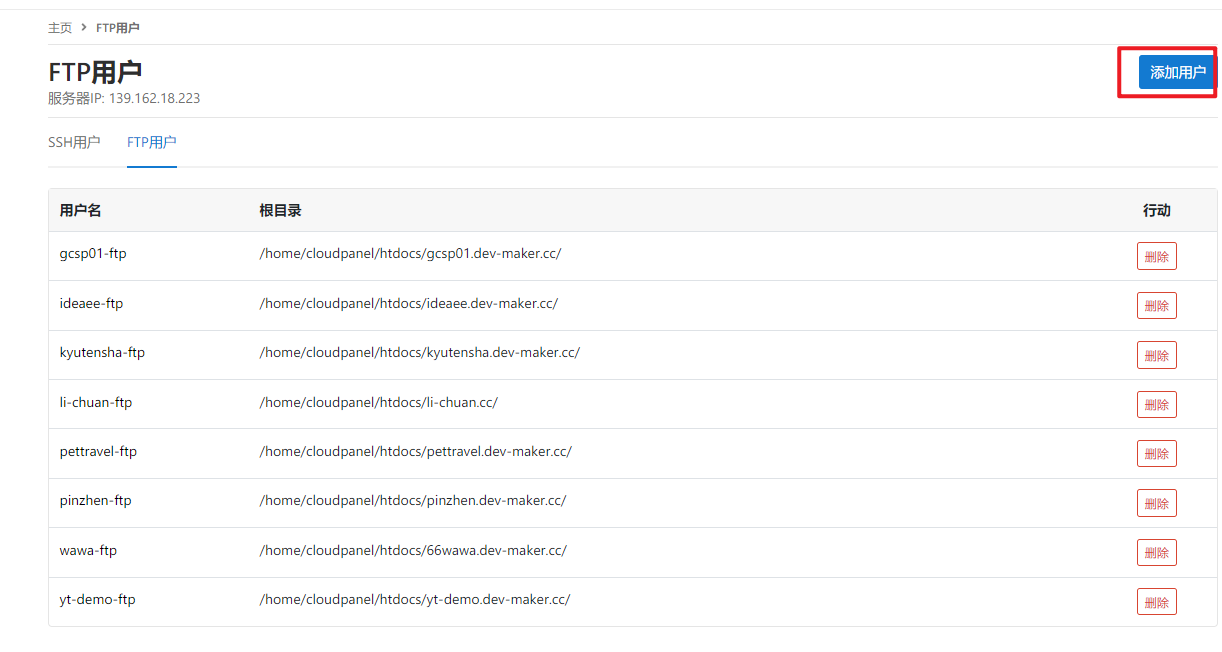 主页 > FTP用户
FTP用户
添加用户
服务器IP: 139.162.18.223
SSH用户 FTP用户
用户名 根目录 行动
gcsp01-ftp /home/cloudpanel/htdocs/gcsp01.dev-maker.cc/ 删除
ideaee-ftp /home/cloudpanel/htdocs/ideaee.dev-maker.cc/ 删除
kyutensha-ftp /home/cloudpanel/htdocs/kyutensha.dev-maker.cc/ 删除
li-chuan-ftp /home/cloudpanel/htdocs/li-chuan.cc/ 删除
pettravel-ftp /home/cloudpanel/htdocs/pettravel.dev-maker.cc/ 删除
pinzhen-ftp /home/cloudpanel/htdocs/pinzhen.dev-maker.cc/ 删除
wawa-ftp /home/cloudpanel/htdocs/66wawa.dev-maker.cc/ 删除
yt-demo-ftp /home/cloudpanel/htdocs/yt-demo.dev-maker.cc/ 删除